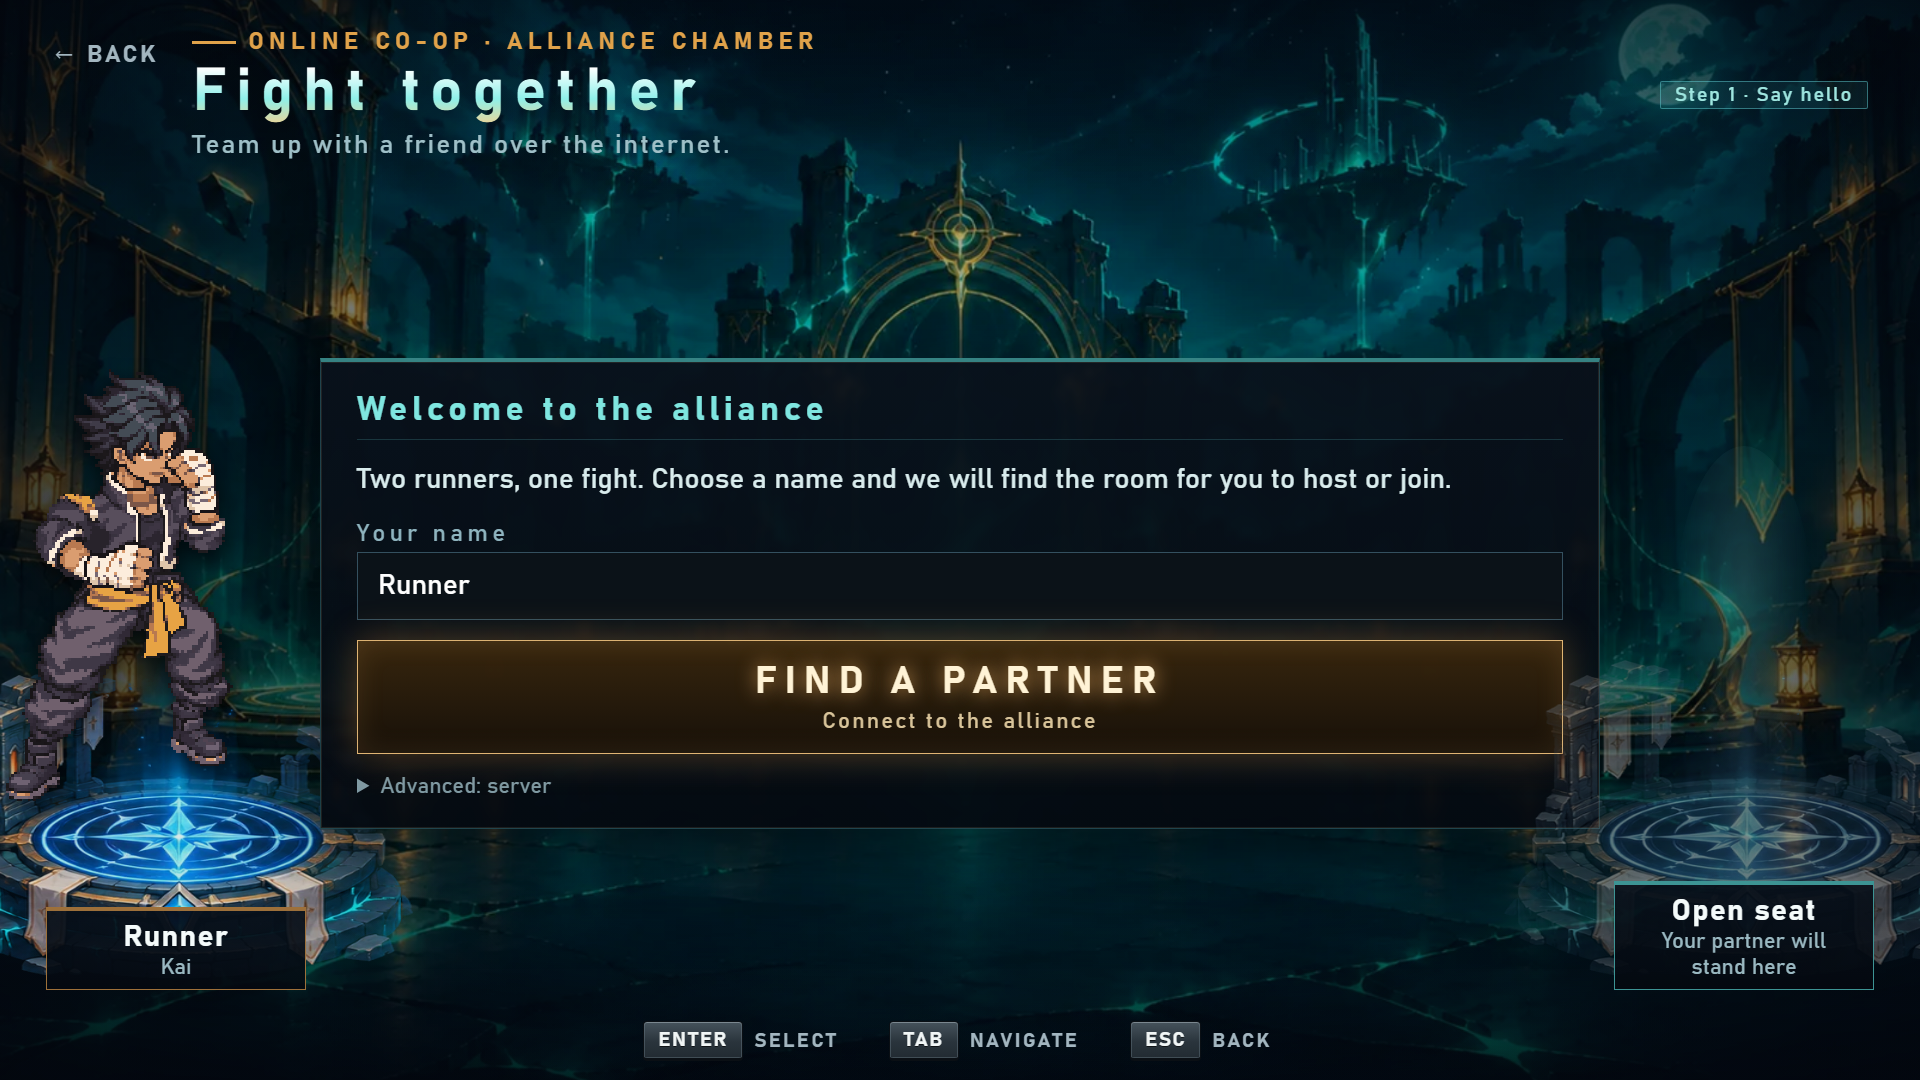 ← BACK
ONLINE CO-OP · ALLIANCE CHAMBER
Fight together
Team up with a friend over the internet.
Step 1 · Say hello
Welcome to the alliance
Two runners, one fight. Choose a name and we will find the room for you to host or join.
Your name
Runner
FIND A PARTNER
Connect to the alliance
▶ Advanced: server
Runner
Kai
Open seat
Your partner will
stand here
ENTER SELECT TAB NAVIGATE ESC BACK